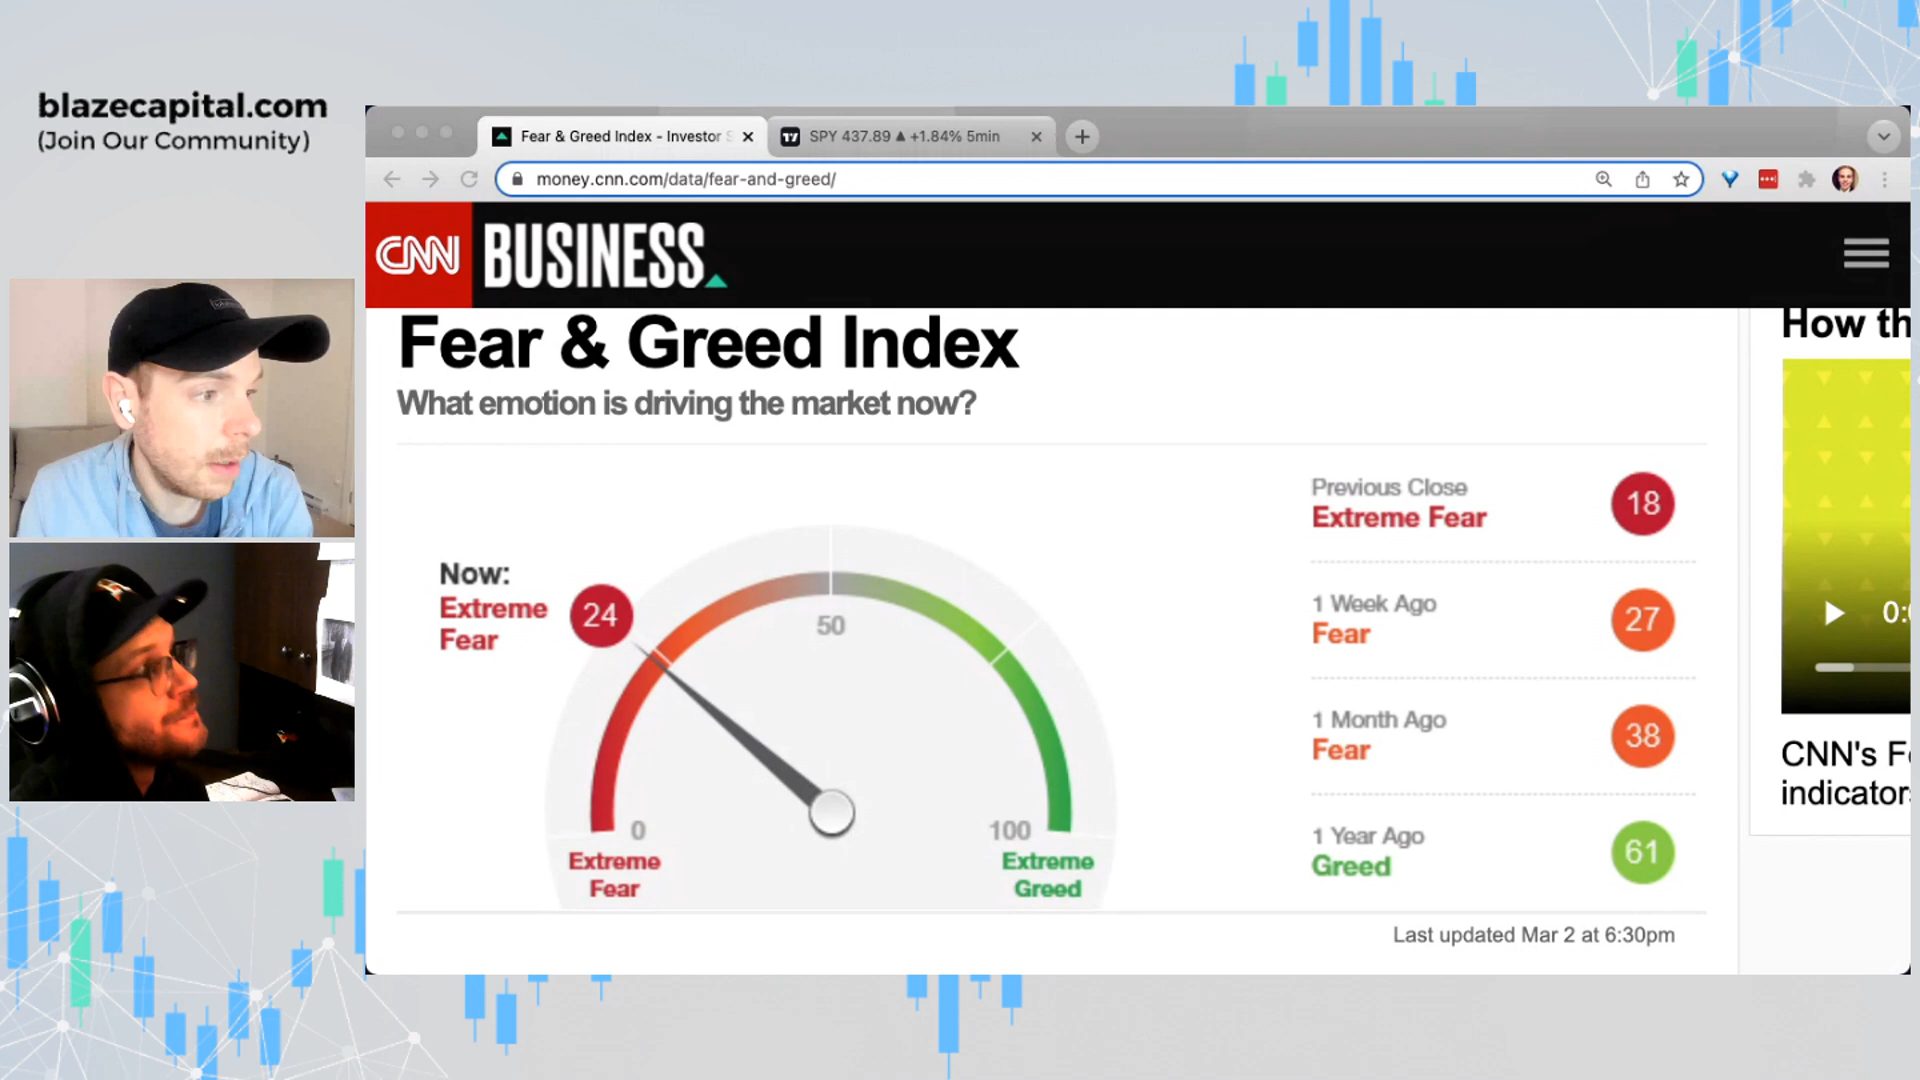 blazecapital.com
(Join Our Community)
Fear & Greed Index - Investor S
SPY 437.89 ▲ +1.84% 5min
money.cnn.com/data/fear-and-greed/
CNN BUSINESS
Fear & Greed Index
What emotion is driving the market now?
Now:
Extreme
Fear
24
50
0
100
Extreme
Fear
Extreme
Greed
Previous Close
Extreme Fear
18
1 Week Ago
Fear
27
1 Month Ago
Fear
38
1 Year Ago
Greed
61
Last updated Mar 2 at 6:30pm
How th
0:
CNN's F
indicator